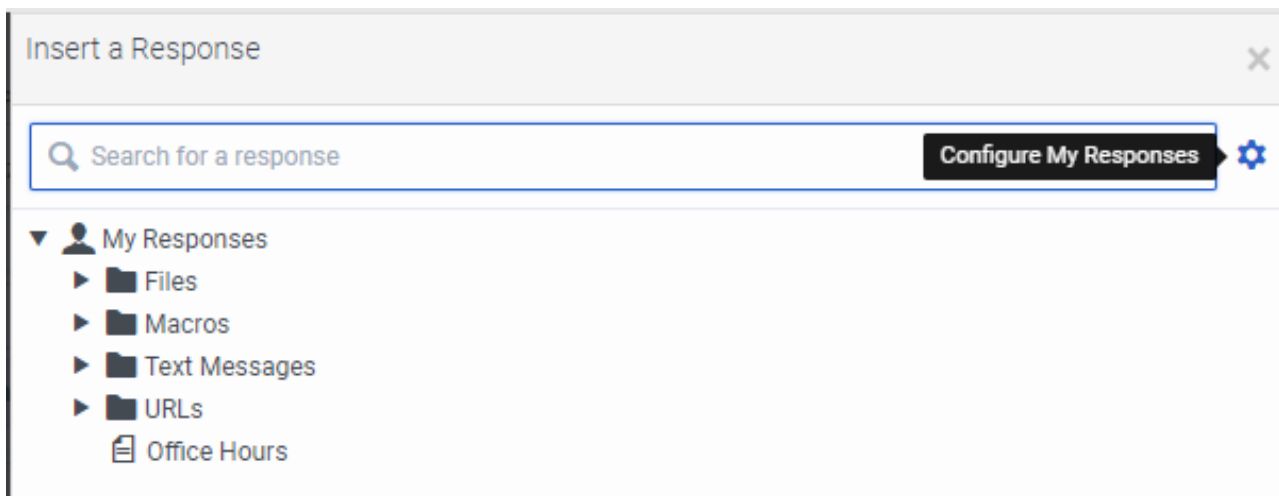 Insert a Response
Search for a response Configure My Responses
My Responses
Files
Macros
Text Messages
URLs
Office Hours